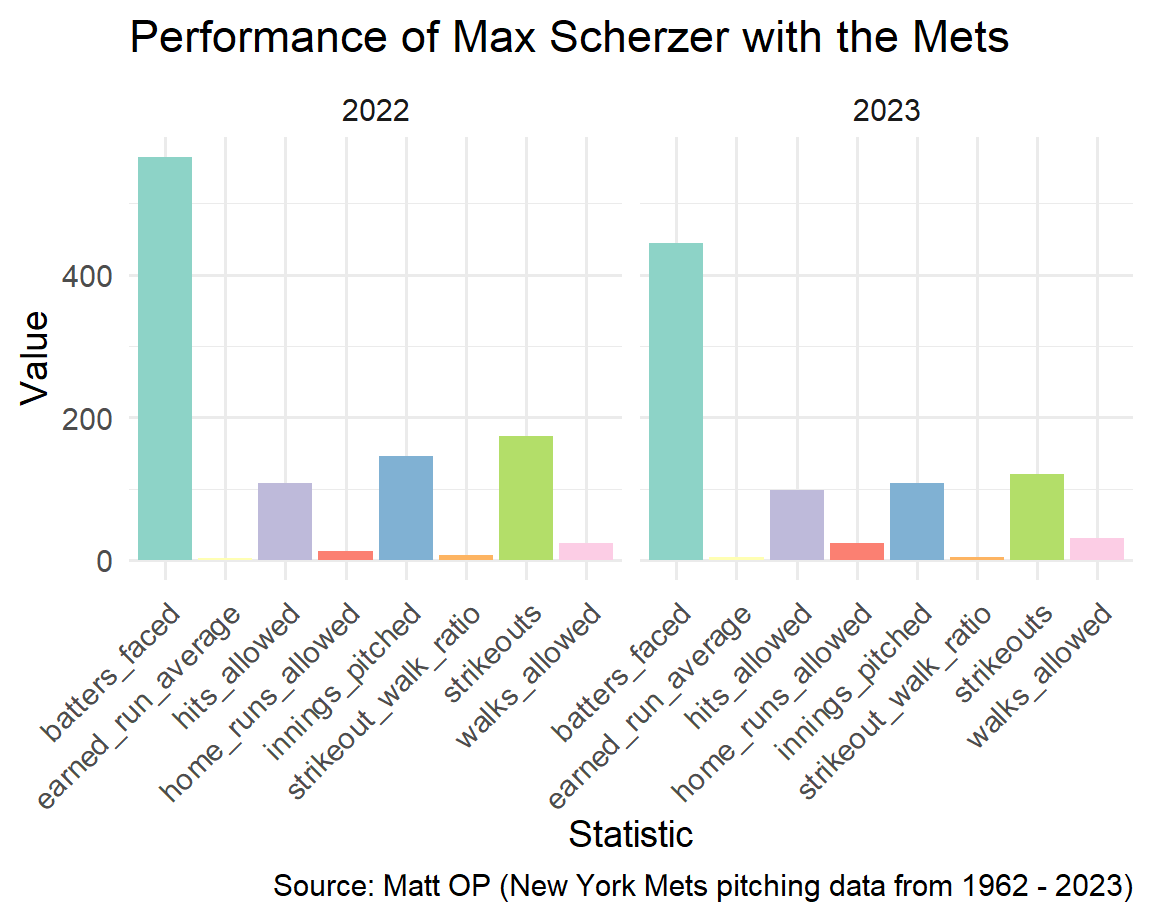 Performance of Max Scherzer with the Mets
2022
2023
Value
400
200
0
batters_faced
earned_run_average
hits_allowed
home_runs_allowed
innings_pitched
strikeout_walk_ratio
strikeouts
walks_allowed
batters_faced
earned_run_average
hits_allowed
home_runs_allowed
innings_pitched
strikeout_walk_ratio
strikeouts
walks_allowed
Statistic
Source: Matt OP (New York Mets pitching data from 1962 - 2023)